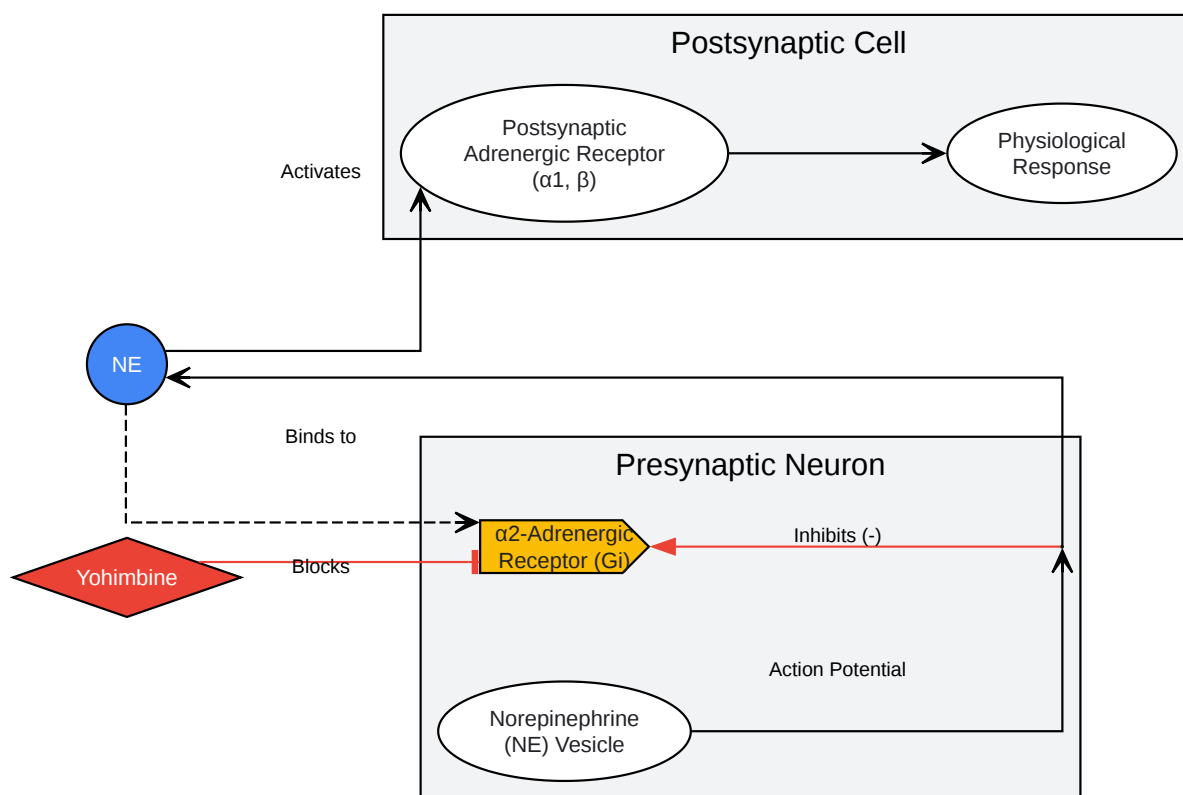 Postsynaptic Cell
Postsynaptic
Adrenergic Receptor
(α1, β)
Physiological
Response
Activates
NE
Binds to
Presynaptic Neuron
α2-Adrenergic
Receptor (Gi)
Inhibits (-)
Yohimbine
Blocks
Action Potential
Norepinephrine
(NE) Vesicle